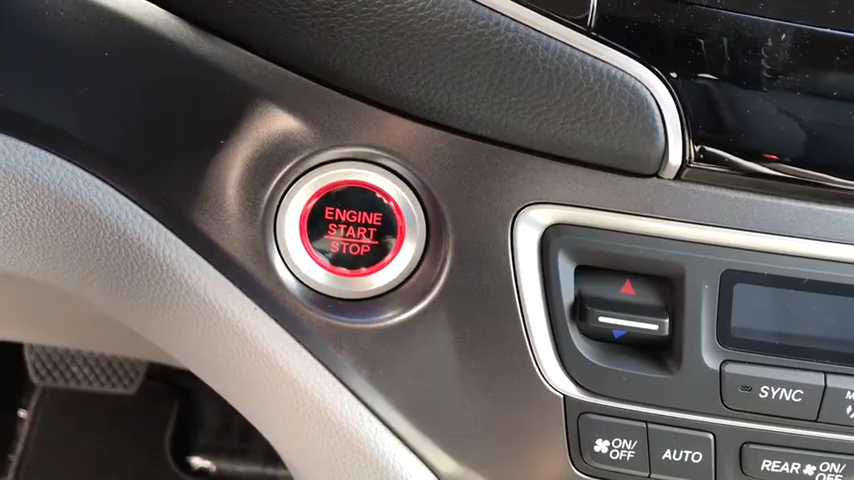 ENGINE
START
STOP
SYNC
ON/
OFF
AUTO
REAR ON/
OFF